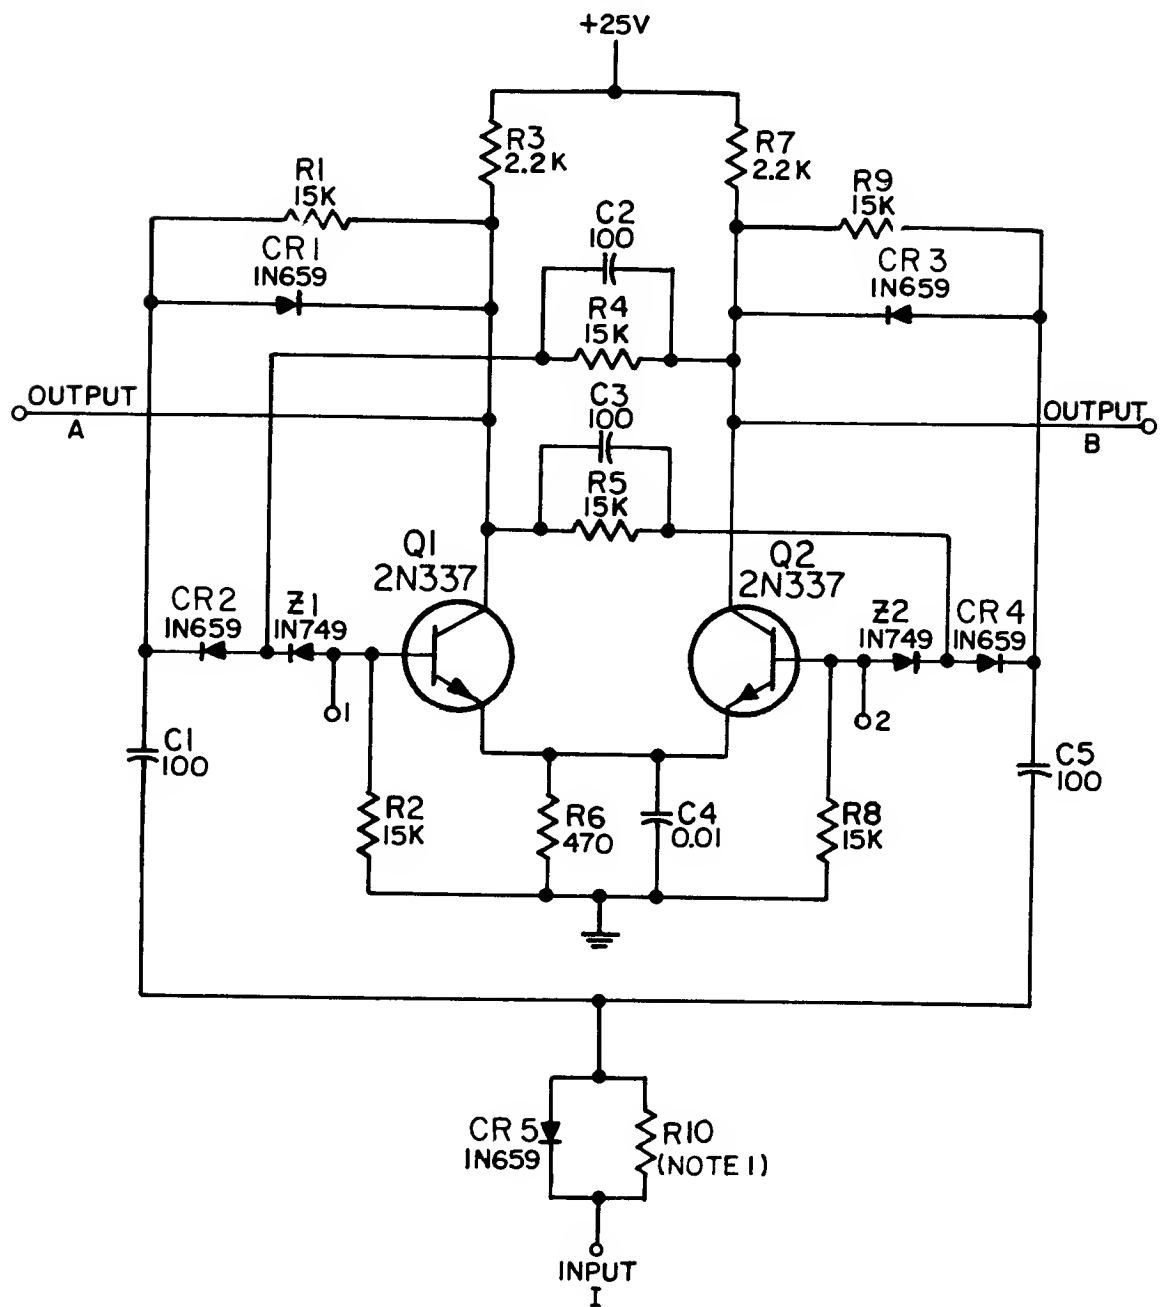 +25V
R3
2.2K
R7
2.2K
R1
15K
R9
15K
C2
100
CR1
1N659
CR3
1N659
R4
15K
OUTPUT
A
C3
100
OUTPUT
B
R5
15K
Q1
2N337
Q2
2N337
CR2
1N659
Z1
1N749
Z2
1N749
CR4
1N659
1
2
C1
100
C5
100
R2
15K
R6
470
C4
0.01
R8
15K
CR5
1N659
R10
(NOTE 1)
INPUT
I